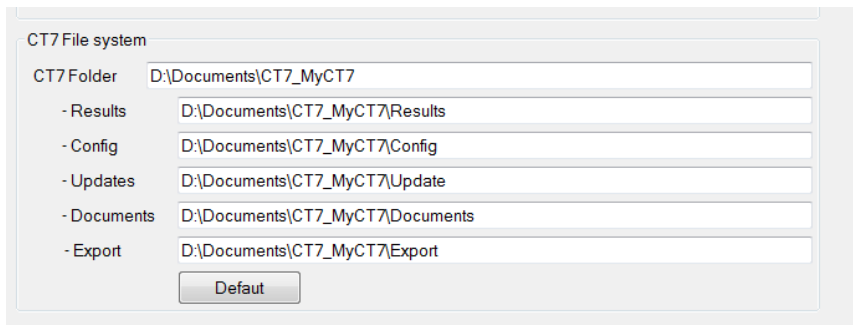 CT7 File system
CT7 Folder D:\Documents\CT7_MyCT7
- Results D:\Documents\CT7_MyCT7\Results
- Config D:\Documents\CT7_MyCT7\Config
- Updates D:\Documents\CT7_MyCT7\Update
- Documents D:\Documents\CT7_MyCT7\Documents
- Export D:\Documents\CT7_MyCT7\Export
Defaut